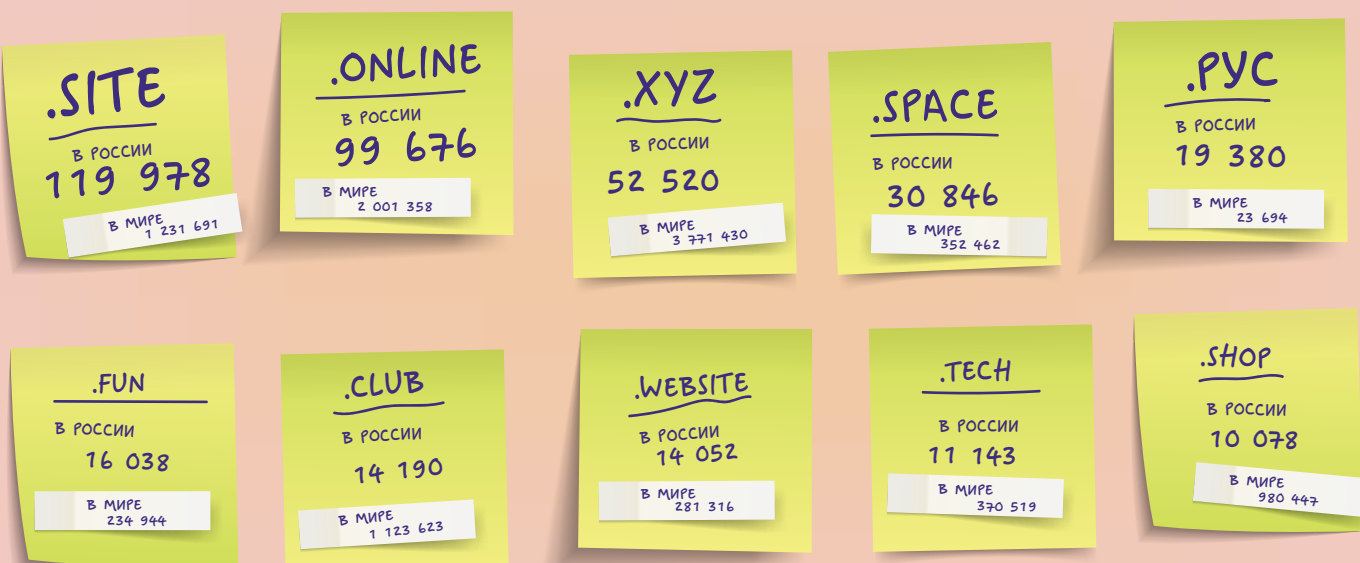 .SITE
В РОССИИ
119 978
В МИРЕ
1 231 691
.ONLINE
В РОССИИ
99 676
В МИРЕ
2 001 358
.XYZ
В РОССИИ
52 520
В МИРЕ
3 771 430
.SPACE
В РОССИИ
30 846
В МИРЕ
352 462
.РУС
В РОССИИ
19 380
В МИРЕ
23 694
.FUN
В РОССИИ
16 038
В МИРЕ
234 944
.CLUB
В РОССИИ
14 190
В МИРЕ
1 123 623
.WEBSITE
В РОССИИ
14 052
В МИРЕ
281 316
.TECH
В РОССИИ
11 143
В МИРЕ
370 519
.SHOP
В РОССИИ
10 078
В МИРЕ
980 447